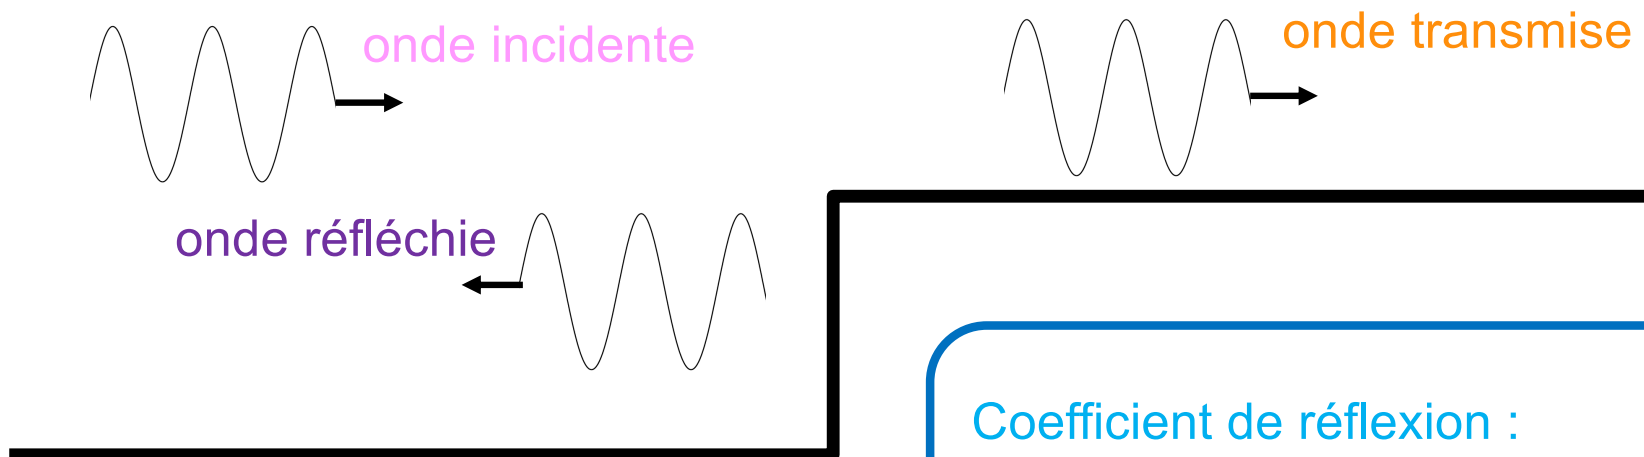 onde incidente
onde transmise
onde réfléchie
Coefficient de réflexion :